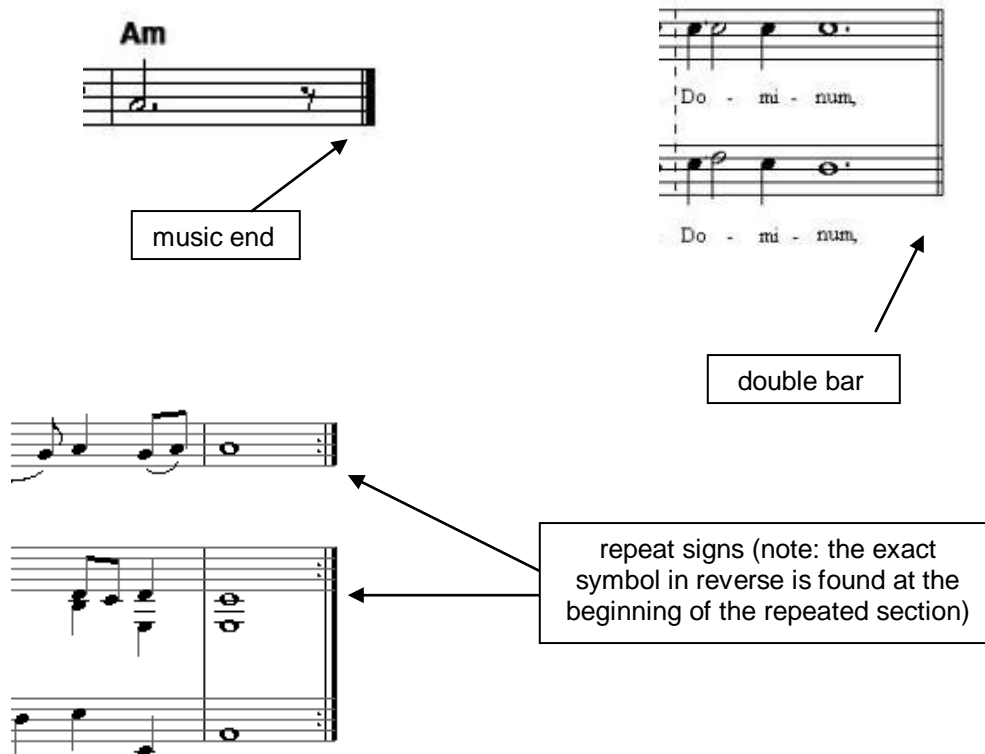 Am
music end
Do - mi - num,
Do - mi - num,
double bar
repeat signs (note: the exact
symbol in reverse is found at the
beginning of the repeated section)